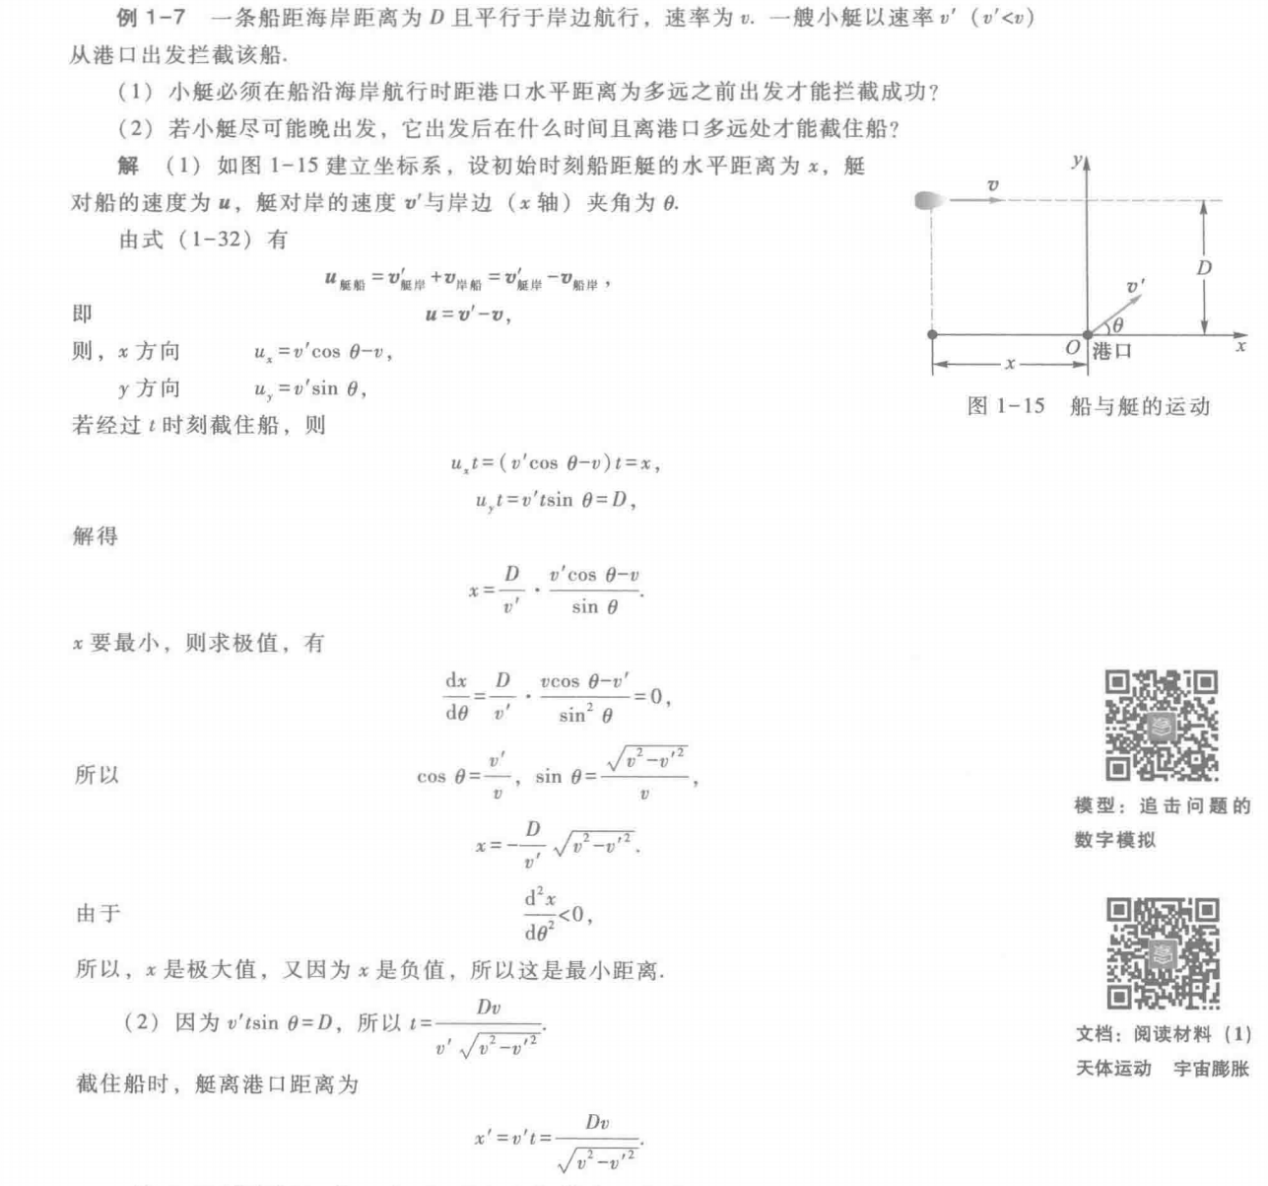 例 1-7 一条船距海岸距离为 D 且平行于岸边航行，速率为 v. 一艘小艇以速率 v′（v′<v）
从港口出发拦截该船.
（1）小艇必须在船沿海岸航行时距港口水平距离为多远之前出发才能拦截成功？
（2）若小艇尽可能晚出发，它出发后在什么时间且离港口多远处才能截住船？
解 （1）如图 1-15 建立坐标系，设初始时刻船距艇的水平距离为 x，艇
对船的速度为 u，艇对岸的速度 v′与岸边（x 轴）夹角为 θ.
由式（1-32）有
u艇船 = v′艇岸 + v岸船 = v′艇岸 - v船岸，
即 u = v′-v，
则，x 方向 uₓ = v′cos θ-v，
y 方向 u_y = v′sin θ，
若经过 t 时刻截住船，则
uₓt=(v′cos θ-v)t=x，
u_yt=v′tsin θ=D，
解得
x = D/v′ · (v′cos θ-v)/sin θ.
x 要最小，则求极值，有
dx/dθ = D/v′ · (vcos θ-v′)/sin² θ = 0，
所以 cos θ = v′/v，sin θ = √(v²-v′²)/v，
x = -D/v′ √(v²-v′²).
由于 d²x/dθ² < 0，
所以，x 是极大值，又因为 x 是负值，所以这是最小距离.
（2）因为 v′tsin θ=D，所以 t = Dv/(v′√(v²-v′²)).
截住船时，艇离港口距离为
x′ = v′t = Dv/√(v²-v′²).
y
v
D
v′
θ
O 港口
x
x
图 1-15 船与艇的运动
模型：追击问题的
数字模拟
文档：阅读材料（1）
天体运动 宇宙膨胀